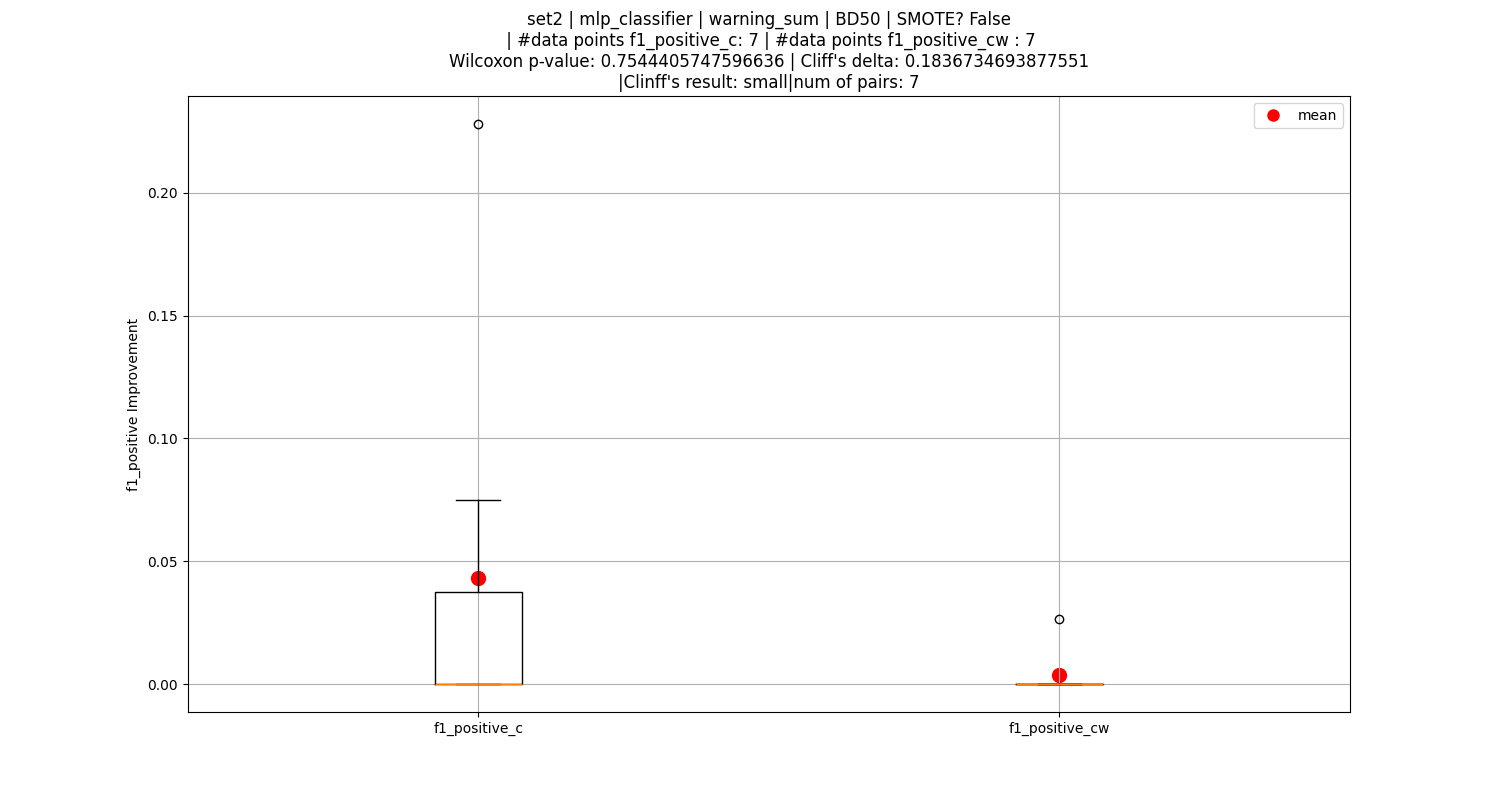 set2 | mlp_classifier | warning_sum | BD50 | SMOTE? False
| #data points f1_positive_c: 7 | #data points f1_positive_cw : 7
Wilcoxon p-value: 0.7544405747596636 | Cliff's delta: 0.1836734693877551
|Clinff's result: small|num of pairs: 7
mean
0.20
0.15
0.10
0.05
0.00
f1_positive Improvement
f1_positive_c
f1_positive_cw